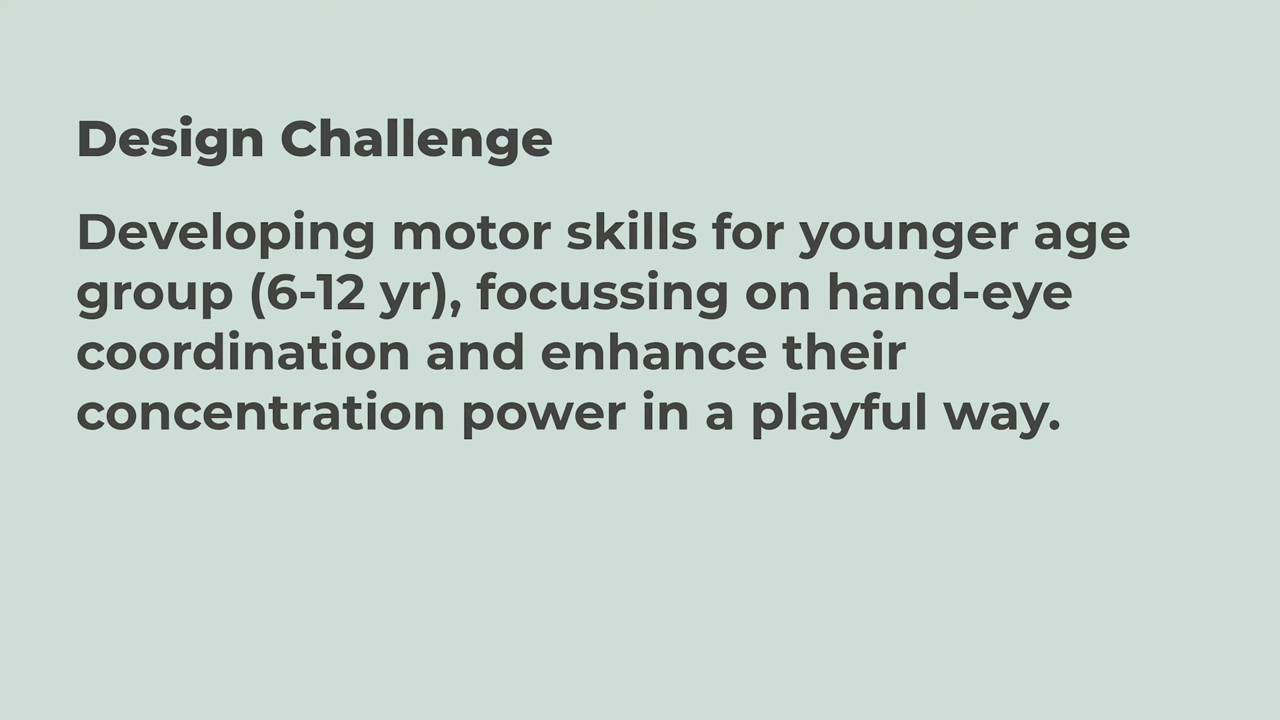 Design Challenge
Developing motor skills for younger age
group (6-12 yr), focussing on hand-eye
coordination and enhance their
concentration power in a playful way.